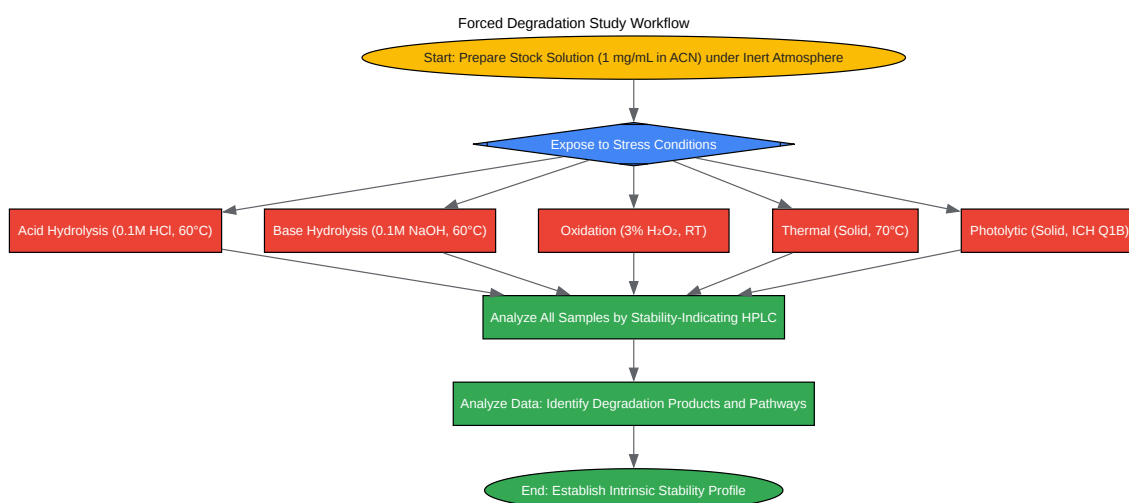 Forced Degradation Study Workflow
Start: Prepare Stock Solution (1 mg/mL in ACN) under Inert Atmosphere
Expose to Stress Conditions
Acid Hydrolysis (0.1M HCl, 60°C)
Base Hydrolysis (0.1M NaOH, 60°C)
Oxidation (3% H₂O₂, RT)
Thermal (Solid, 70°C)
Photolytic (Solid, ICH Q1B)
Analyze All Samples by Stability-Indicating HPLC
Analyze Data: Identify Degradation Products and Pathways
End: Establish Intrinsic Stability Profile